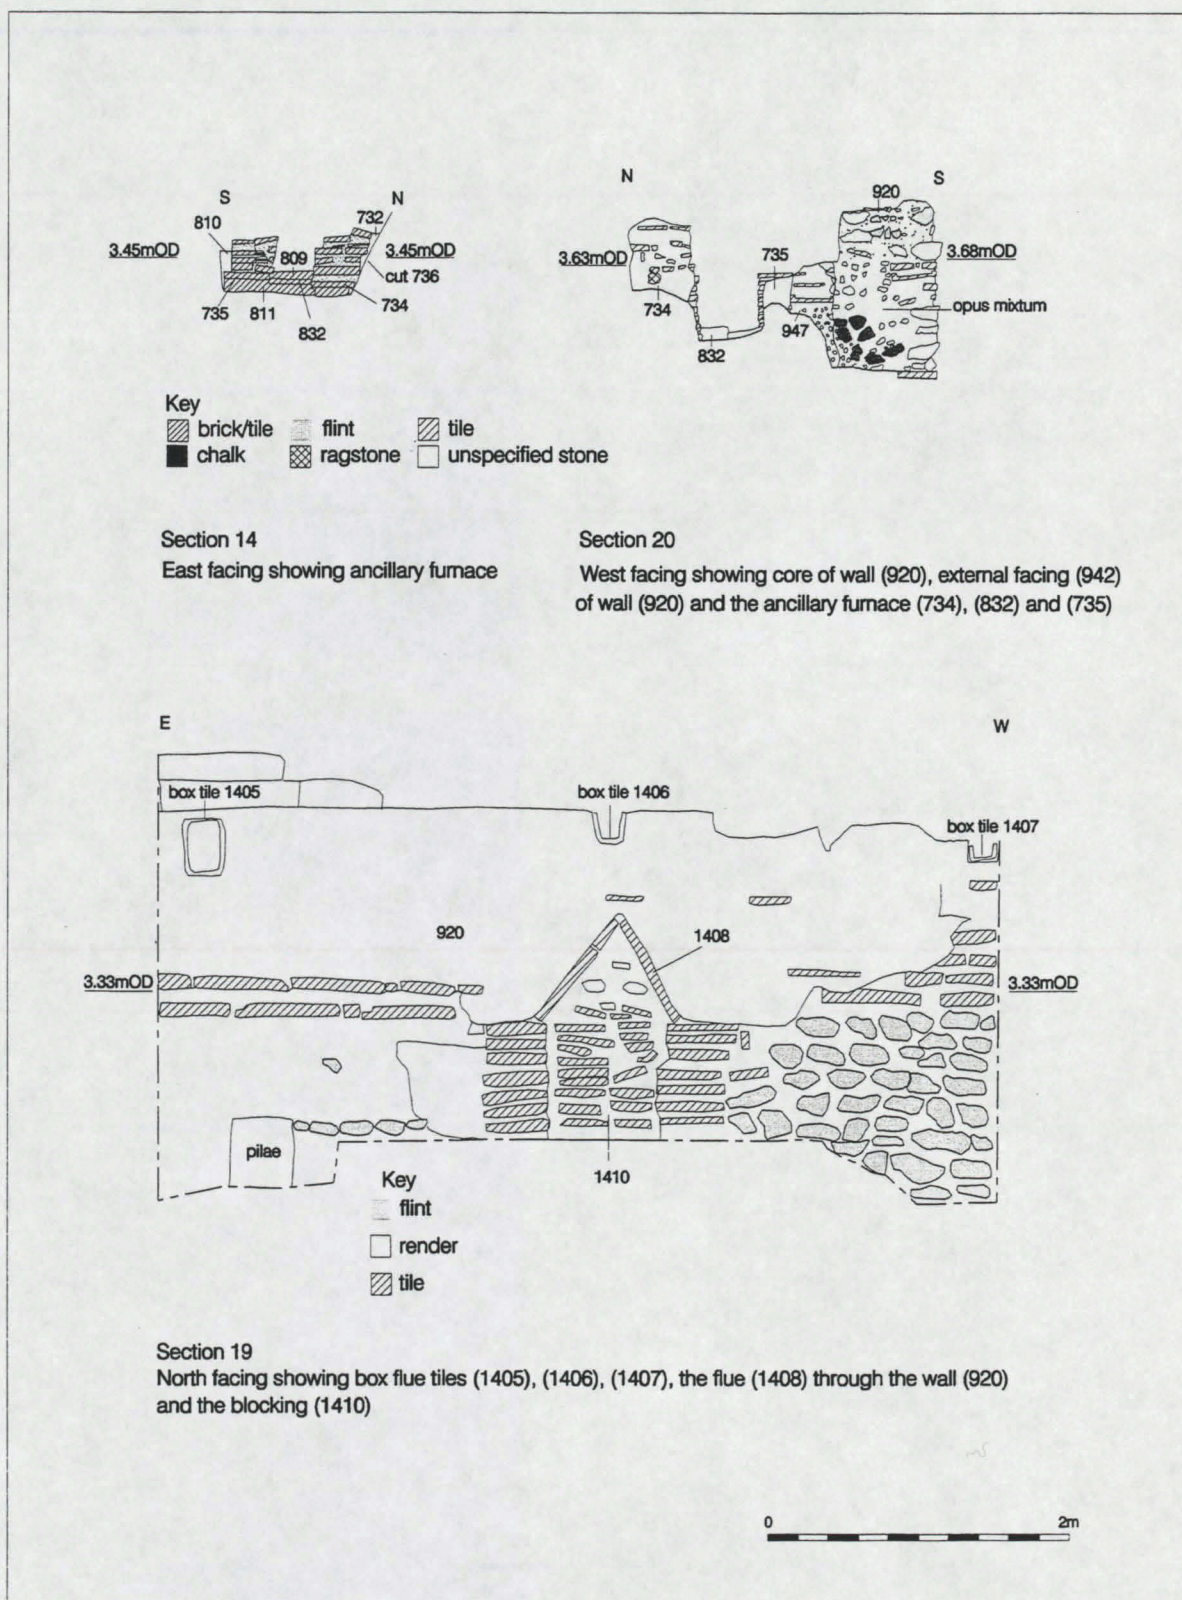 S
N
810
732
3.45mOD
809
3.45mOD
cut 736
735
811
734
832
N
S
920
3.63mOD
735
3.68mOD
734
opus mixtum
947
832
Key
brick/tile
flint
tile
chalk
ragstone
unspecified stone
Section 14
East facing showing ancillary furnace
Section 20
West facing showing core of wall (920), external facing (942)
of wall (920) and the ancillary furnace (734), (832) and (735)
E
W
box tile 1405
box tile 1406
box tile 1407
920
1408
3.33mOD
3.33mOD
pilae
1410
Key
flint
render
tile
Section 19
North facing showing box flue tiles (1405), (1406), (1407), the flue (1408) through the wall (920)
and the blocking (1410)
0
2m